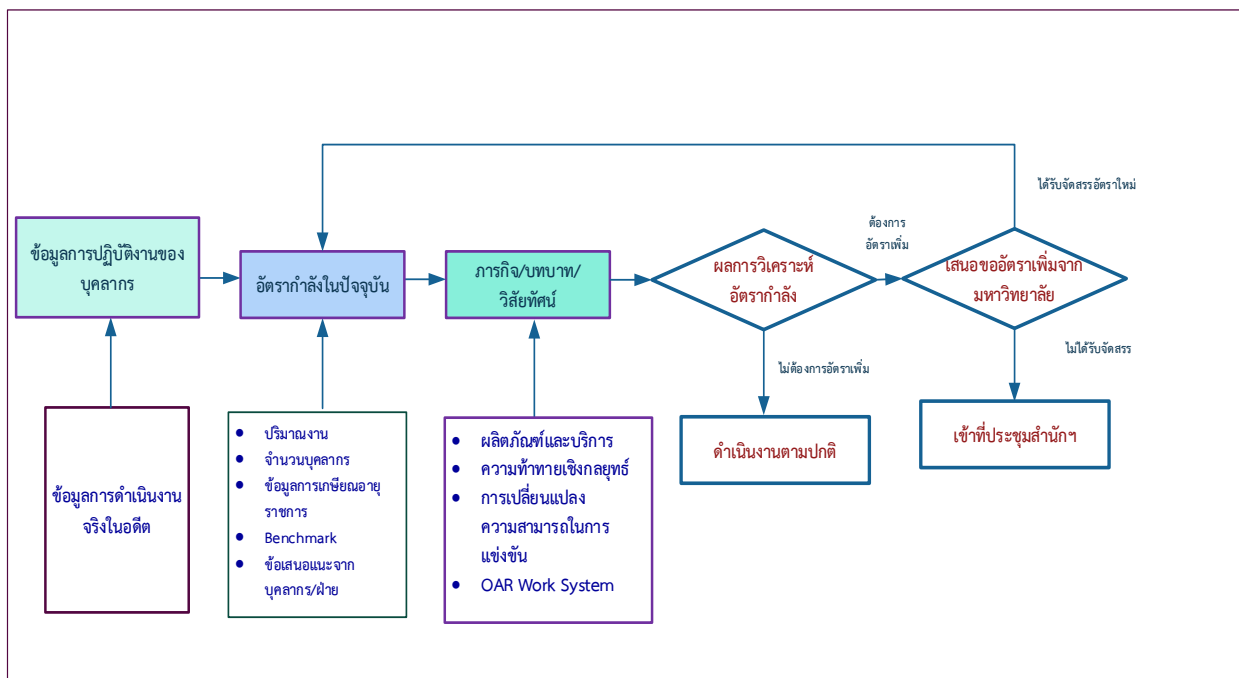 ได้รับจัดสรรอัตราใหม่
ข้อมูลการปฏิบัติงานของ
บุคลากร
อัตรากำลังในปัจจุบัน
ภารกิจ/บทบาท/
วิสัยทัศน์
ผลการวิเคราะห์
อัตรากำลัง
ต้องการ
อัตราเพิ่ม
เสนอขออัตราเพิ่มจาก
มหาวิทยาลัย
ไม่ต้องการอัตราเพิ่ม
ไม่ได้รับจัดสรร
ข้อมูลการดำเนินงาน
จริงในอดีต
• ปริมาณงาน
• จำนวนบุคลากร
• ข้อมูลการเกษียณอายุ
ราชการ
• Benchmark
• ข้อเสนอแนะจาก
บุคลากร/ฝ่าย
• ผลิตภัณฑ์และบริการ
• ความท้าทายเชิงกลยุทธ์
• การเปลี่ยนแปลง
ความสามารถในการ
แข่งขัน
• OAR Work System
ดำเนินงานตามปกติ
เข้าที่ประชุมสำนักฯ